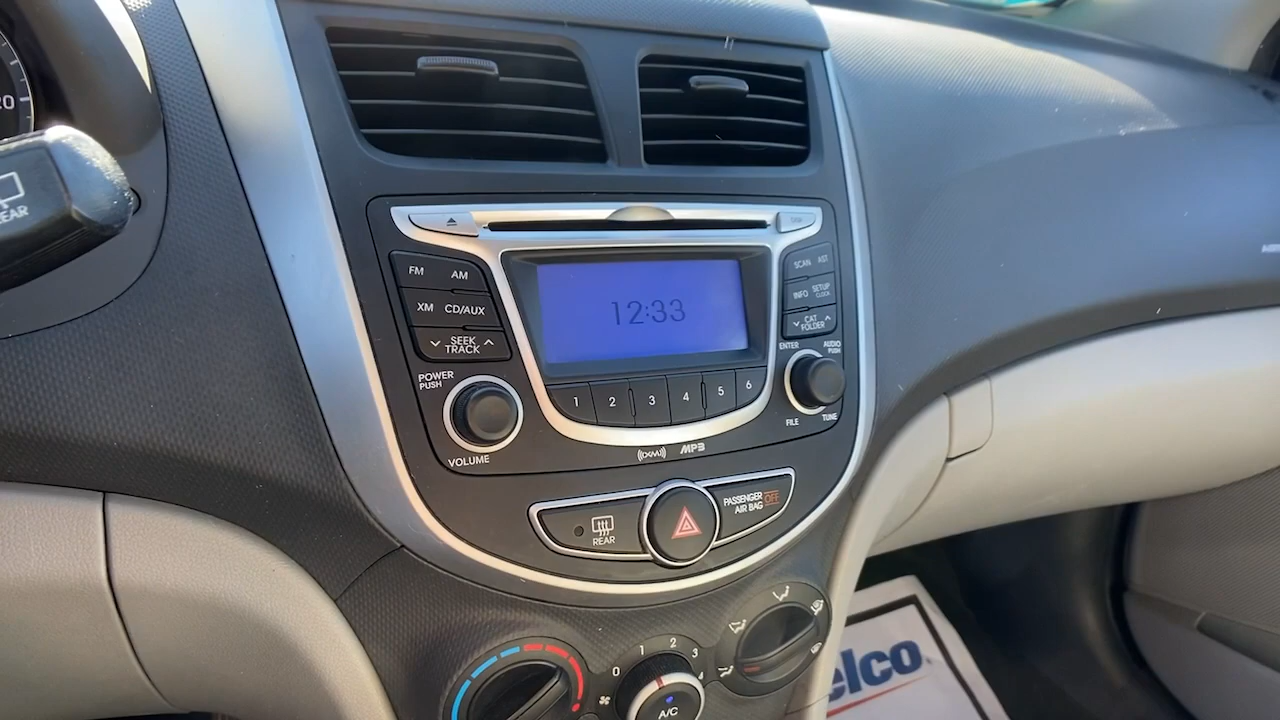 20
REAR
FM
AM
XM
CD/AUX
SEEK
TRACK
POWER
PUSH
VOLUME
12:33
1 2 3 4 5 6
SCAN
AST
INFO
SETUP
CLOCK
CAT
FOLDER
ENTER
AUDIO
PUSH
FILE
TUNE
((XM))
MP3
REAR
PASSENGER
AIR BAG
OFF
0 1 2 3 4
A/C
elco